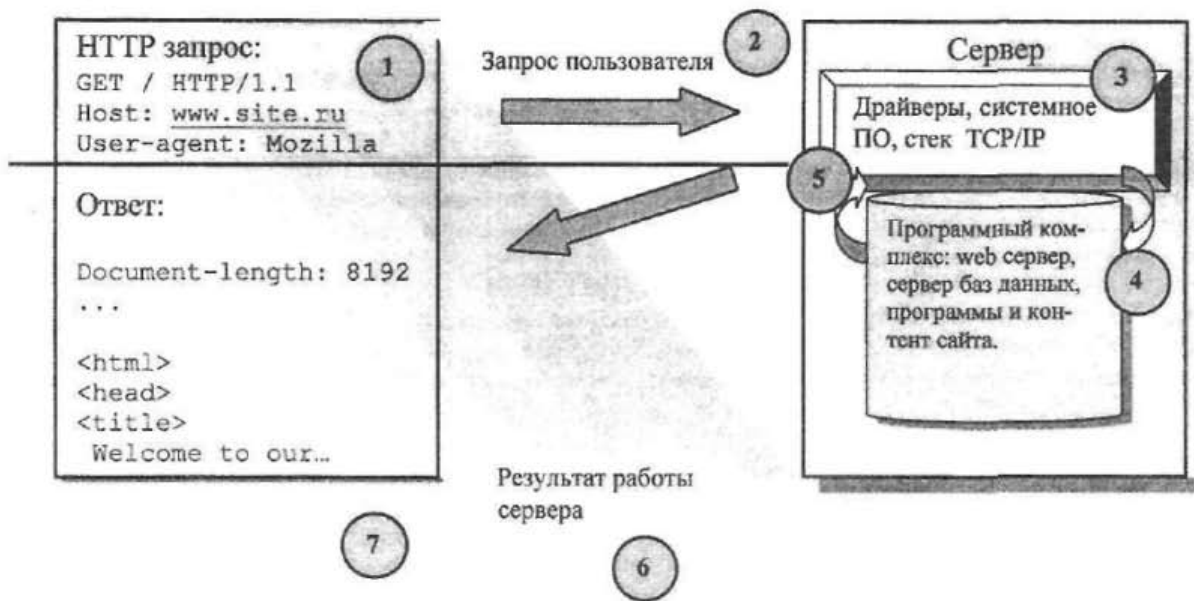 HTTP запрос:
GET / HTTP/1.1
Host: www.site.ru
User-agent: Mozilla
1
Запрос пользователя
2
Сервер
3
Драйверы, системное
ПО, стек TCP/IP
5
Программный ком-
плекс: web сервер,
сервер баз данных,
программы и кон-
тент сайта.
4
Ответ:
Document-length: 8192
...
<html>
<head>
<title>
Welcome to our…
Результат работы
сервера
7
6